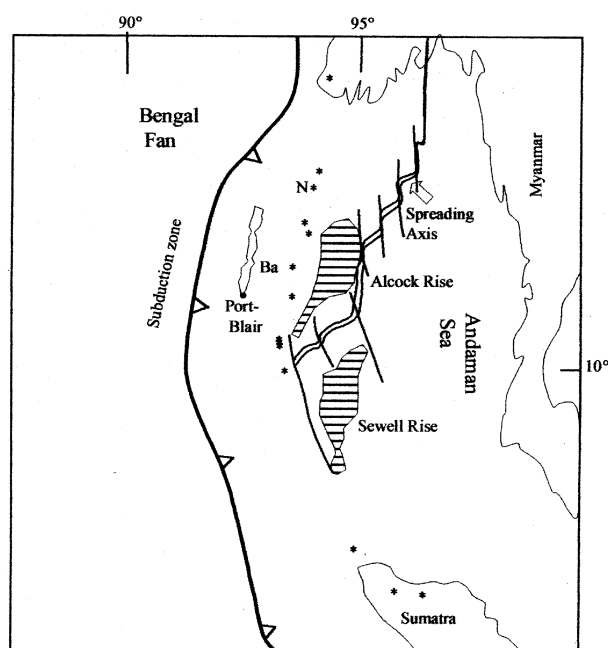 90°
95°
Bengal
Fan
Myanmar
N
Spreading
Axis
Subduction zone
Ba
Alcock Rise
Port-
Blair
Andaman
Sea
10°
Sewell Rise
Sumatra